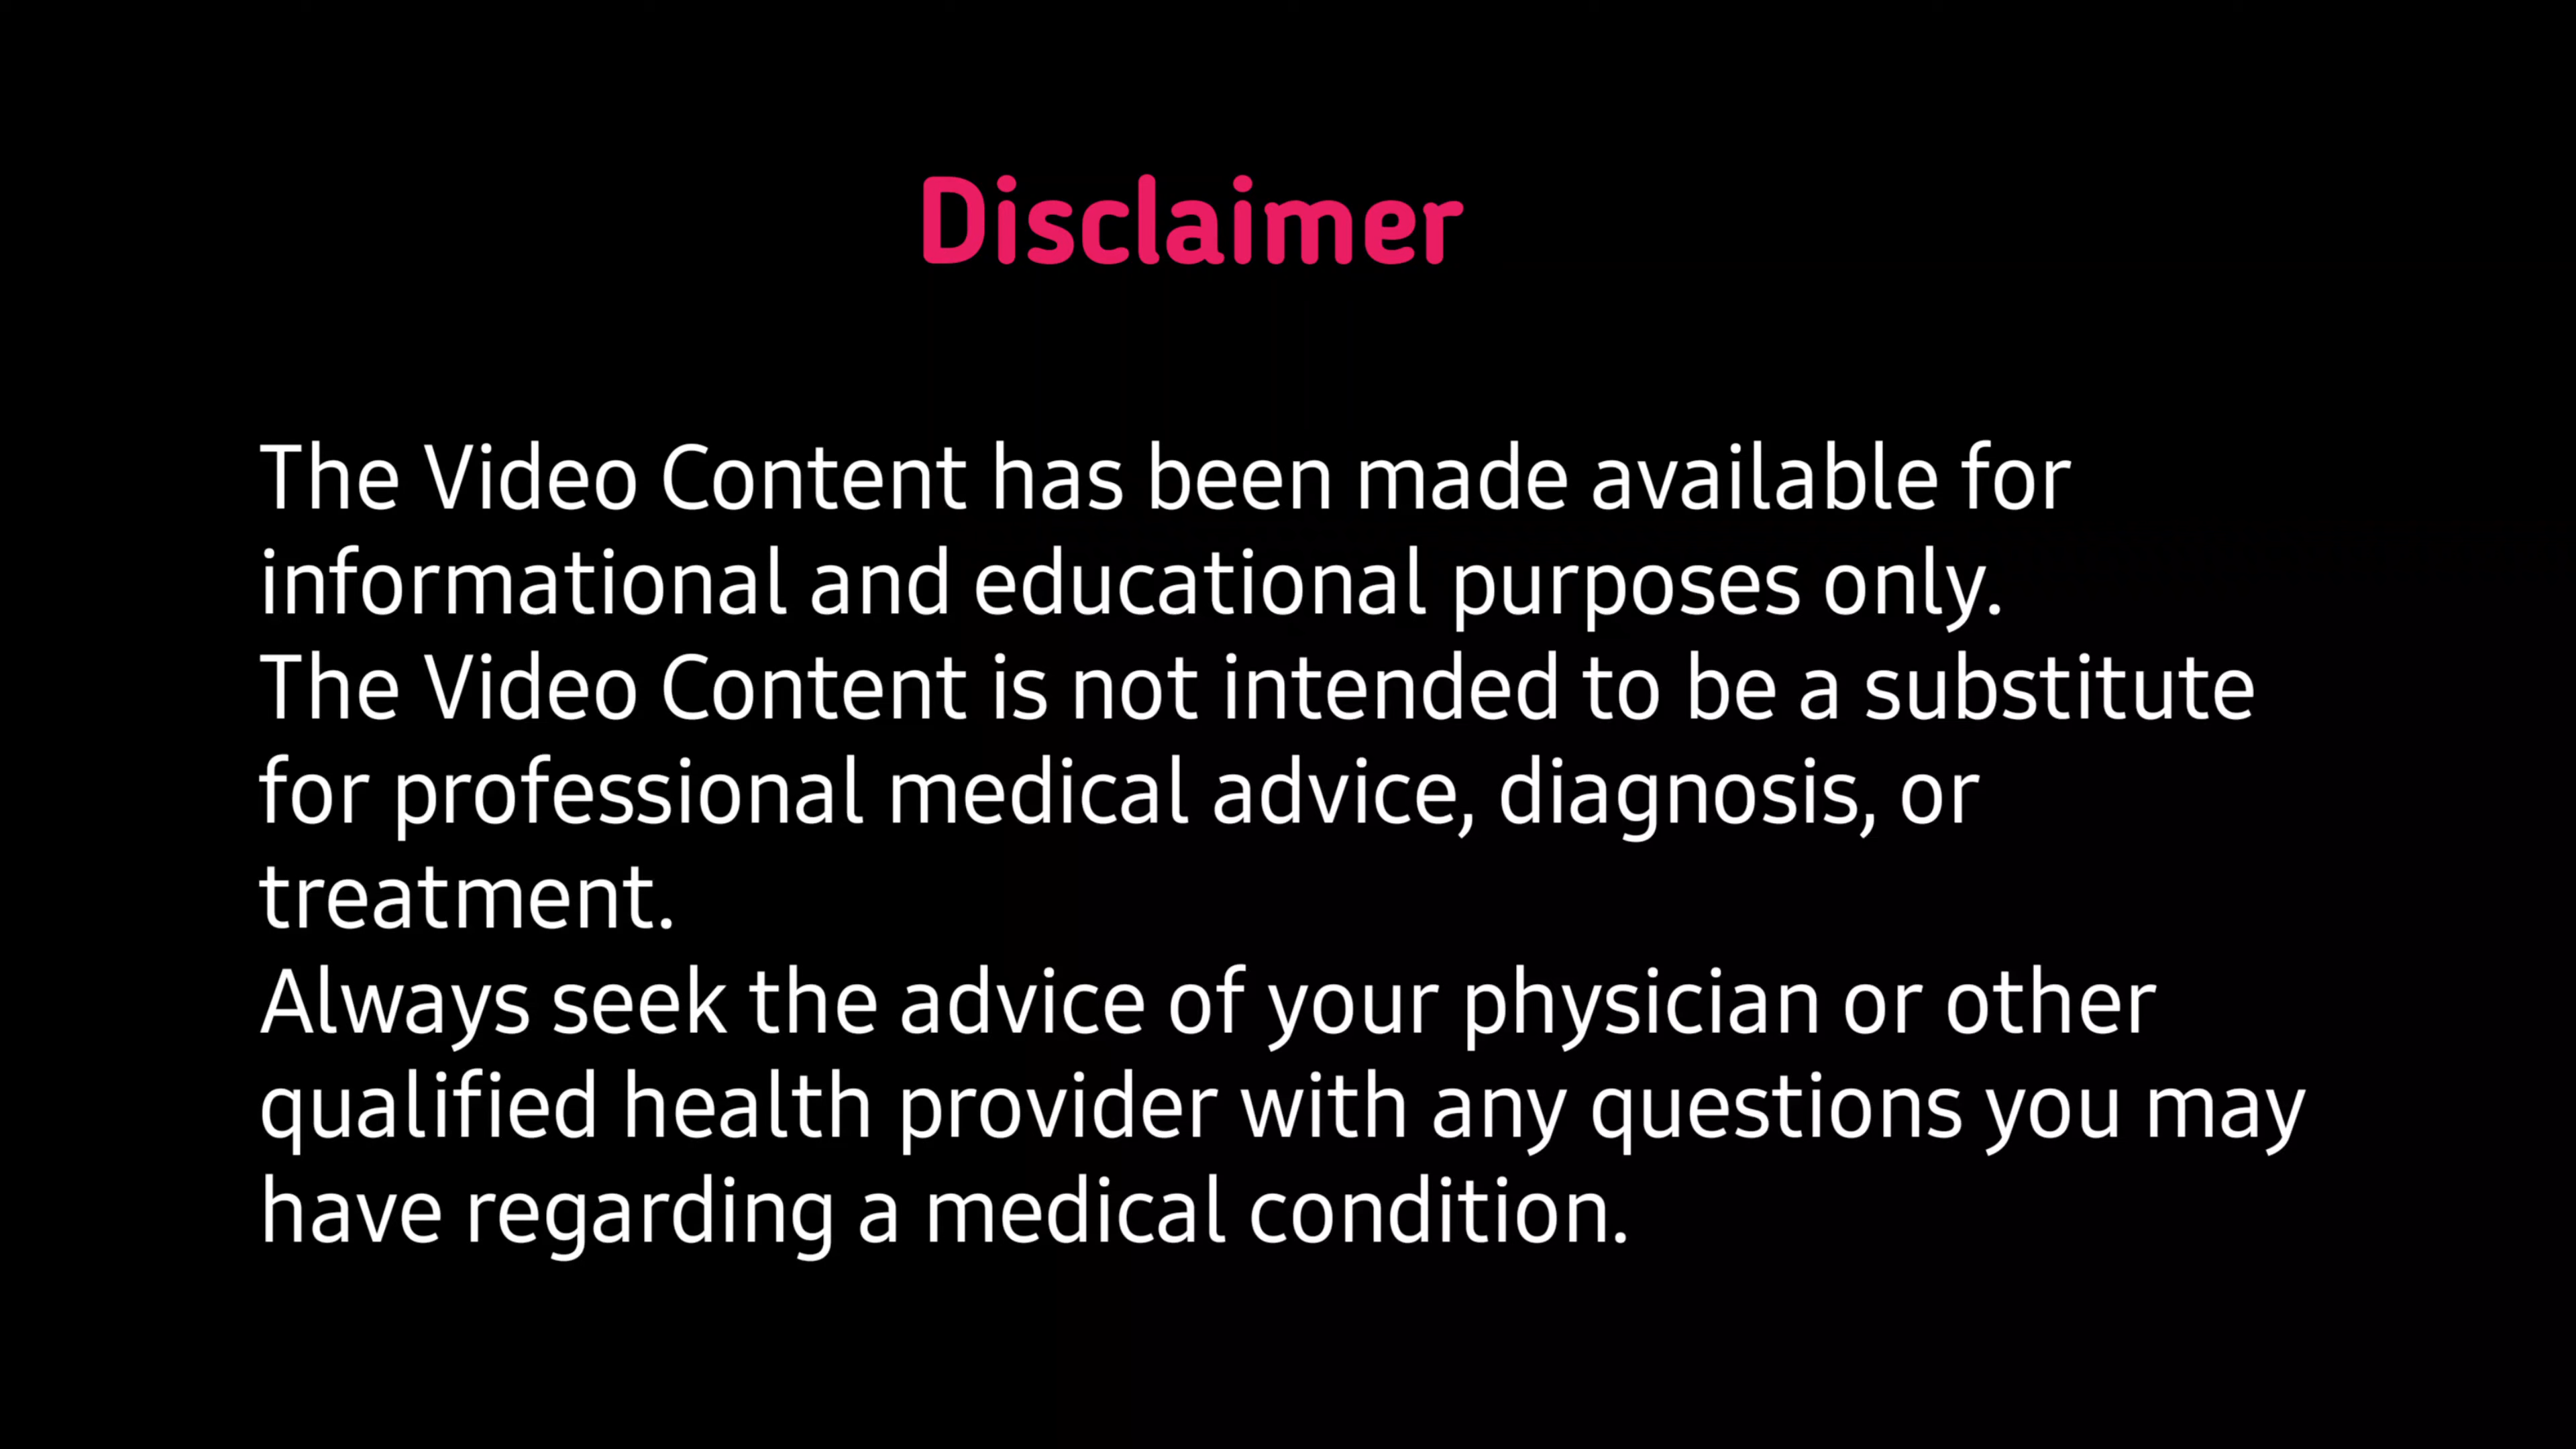 Disclaimer
The Video Content has been made available for
informational and educational purposes only.
The Video Content is not intended to be a substitute
for professional medical advice, diagnosis, or
treatment.
Always seek the advice of your physician or other
qualified health provider with any questions you may
have regarding a medical condition.